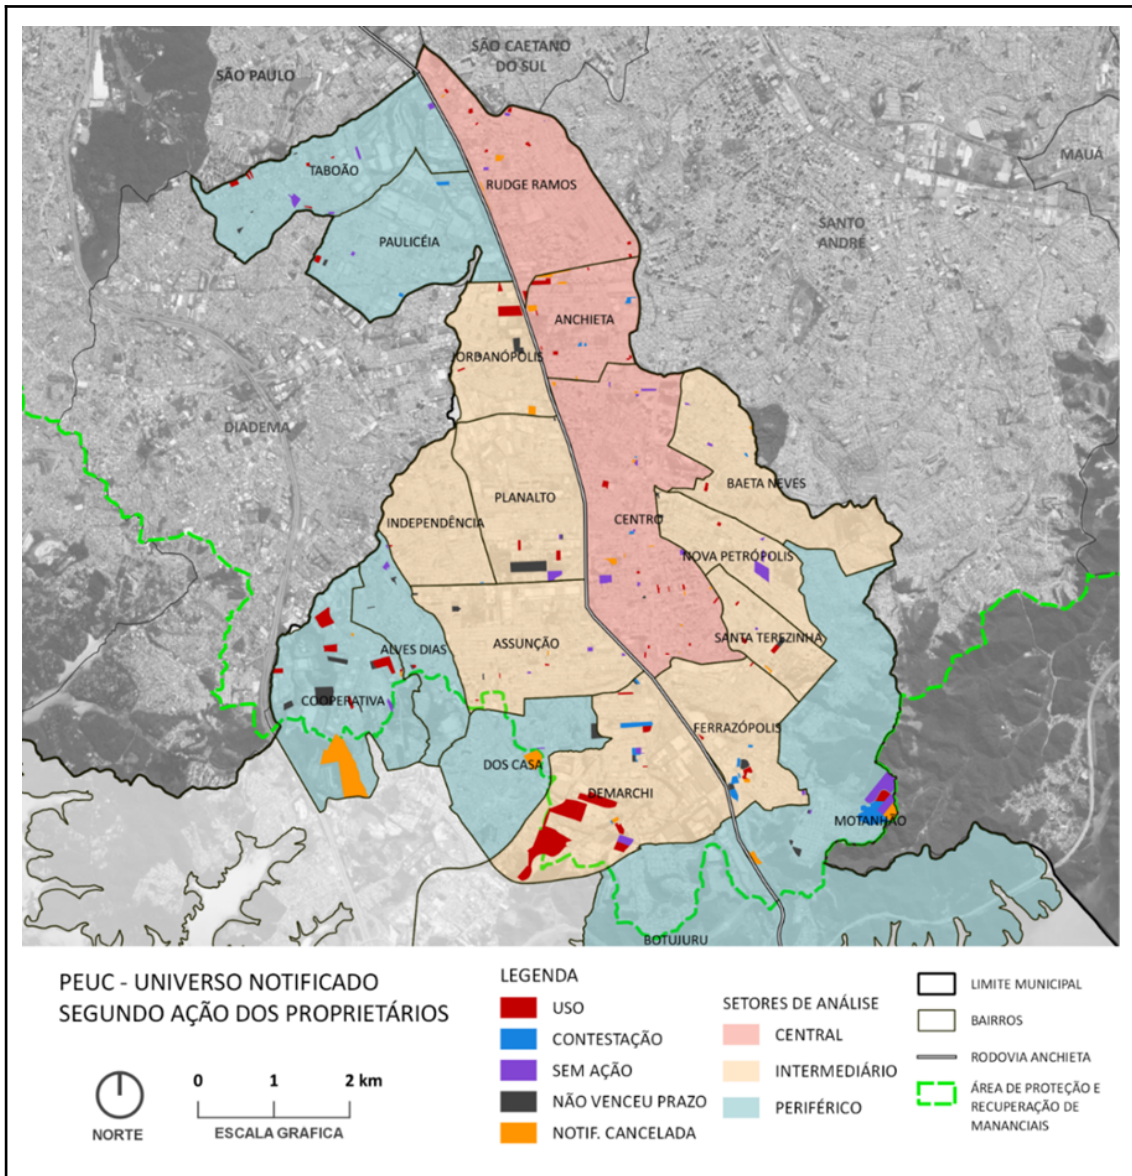 SÃO CAETANO
DO SUL
SÃO PAULO
MAUÁ
TABOÃO
RUDGE RAMOS
SANTO
ANDRÉ
PAULICÉIA
ANCHIETA
JORBANÓPOLIS
DIADEMA
BAETA NEVES
PLANALTO
INDEPENDÊNCIA
CENTRO
NOVA PETRÓPOLIS
SANTA TEREZINHA
ASSUNÇÃO
ALVES DIAS
COOPERATIVA
FERRAZÓPOLIS
DOS CASA
DEMARCHI
MOTANHÃO
BOTUJURU
PEUC - UNIVERSO NOTIFICADO
SEGUNDO AÇÃO DOS PROPRIETÁRIOS
0 1 2 km
NORTE
ESCALA GRAFICA
LEGENDA
USO
CONTESTAÇÃO
SEM AÇÃO
NÃO VENCEU PRAZO
NOTIF. CANCELADA
SETORES DE ANÁLISE
CENTRAL
INTERMEDIÁRIO
PERIFÉRICO
LIMITE MUNICIPAL
BAIRROS
RODOVIA ANCHIETA
ÁREA DE PROTEÇÃO E
RECUPERAÇÃO DE
MANANCIAIS